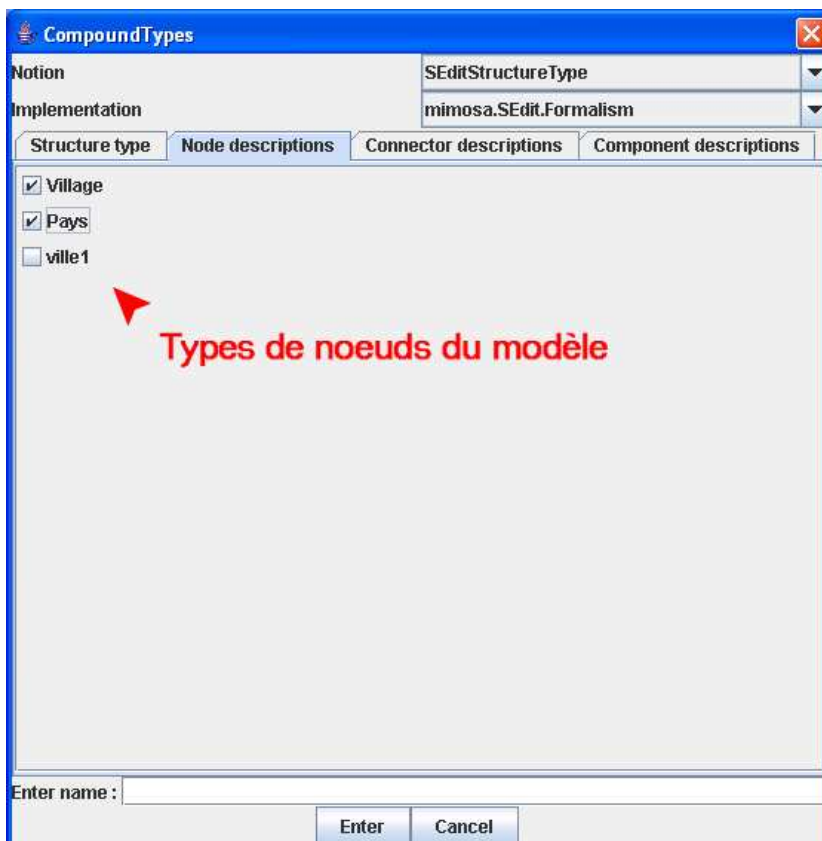 CompoundTypes
Notion SEditStructureType
Implementation mimosa.SEdit.Formalism
Structure type Node descriptions Connector descriptions Component descriptions
Village
Pays
ville1
Types de noeuds du modèle
Enter name :
Enter Cancel